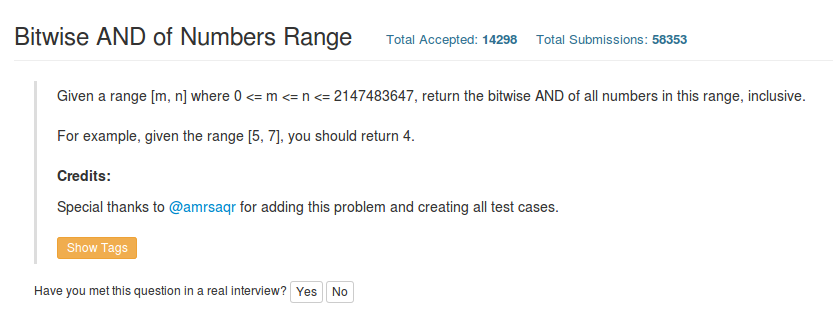 Bitwise AND of Numbers Range Total Accepted: 14298 Total Submissions: 58353
Given a range [m, n] where 0 <= m <= n <= 2147483647, return the bitwise AND of all numbers in this range, inclusive.
For example, given the range [5, 7], you should return 4.
Credits:
Special thanks to @amrsaqr for adding this problem and creating all test cases.
Show Tags
Have you met this question in a real interview? Yes No